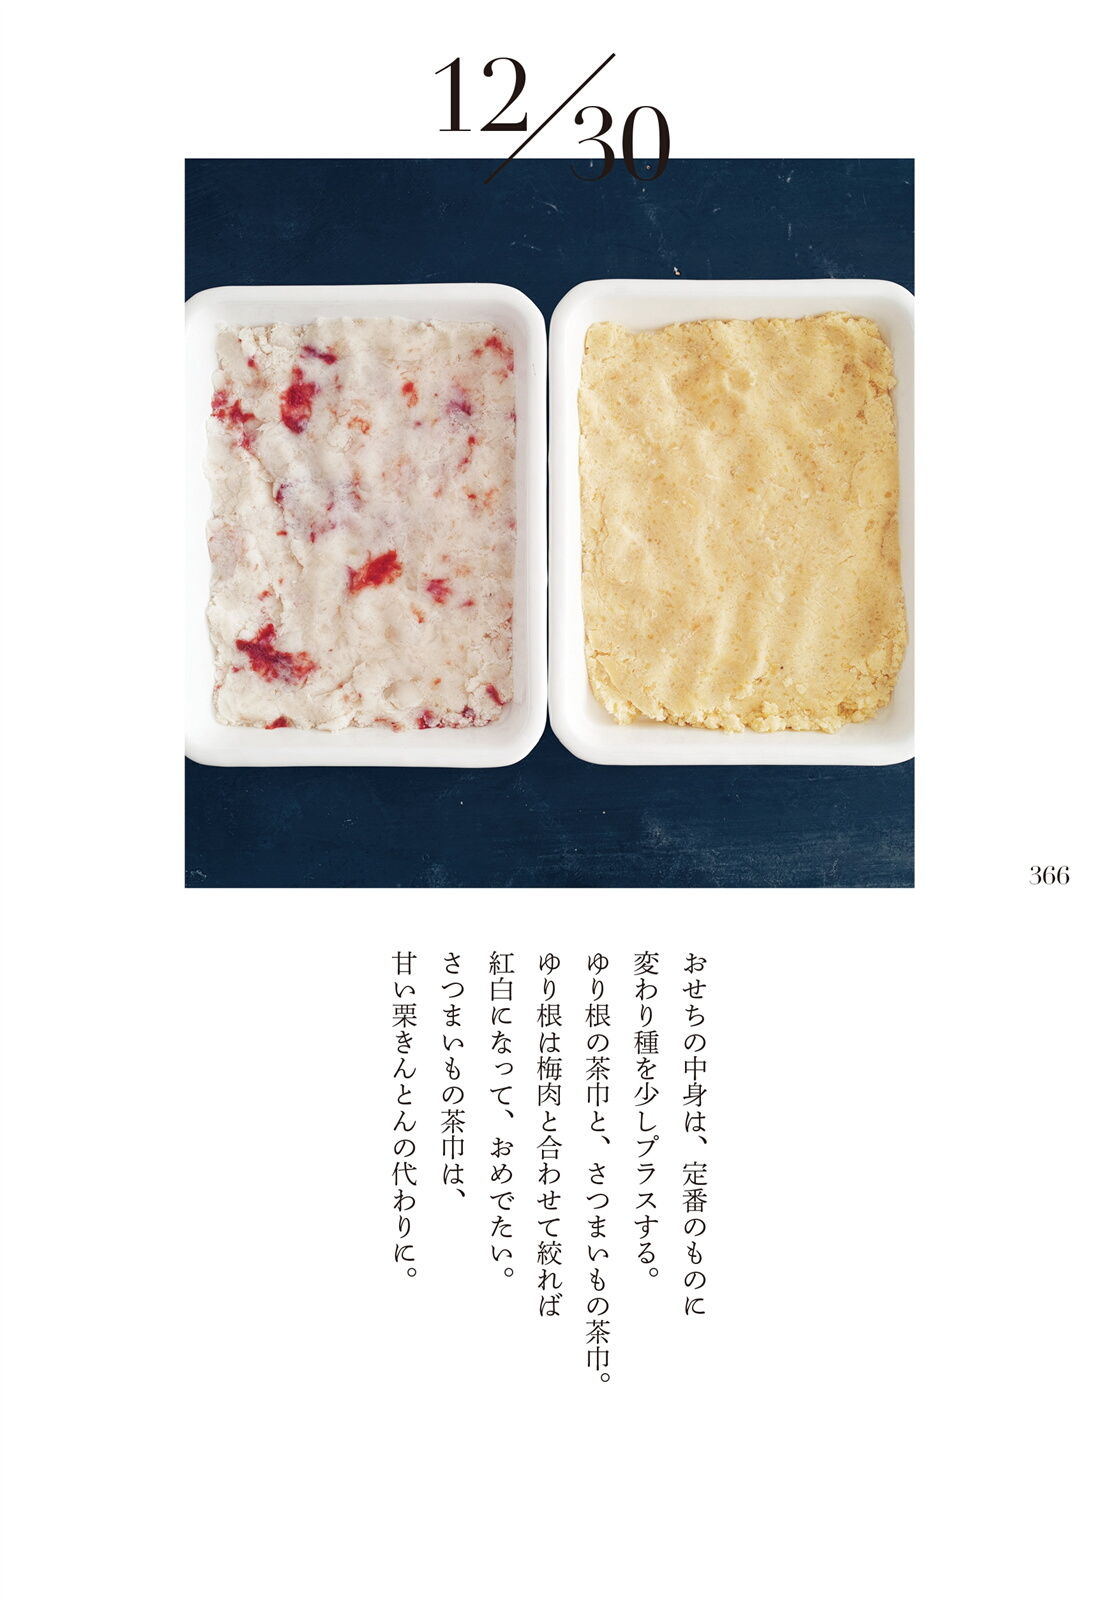 12/30
366
おせちの中身は、定番のものに
変わり種を少しプラスする。
ゆり根の茶巾と、さつまいもの茶巾。
ゆり根は梅肉と合わせて絞れば
紅白になって、おめでたい。
さつまいもの茶巾は、
甘い栗きんとんの代わりに。